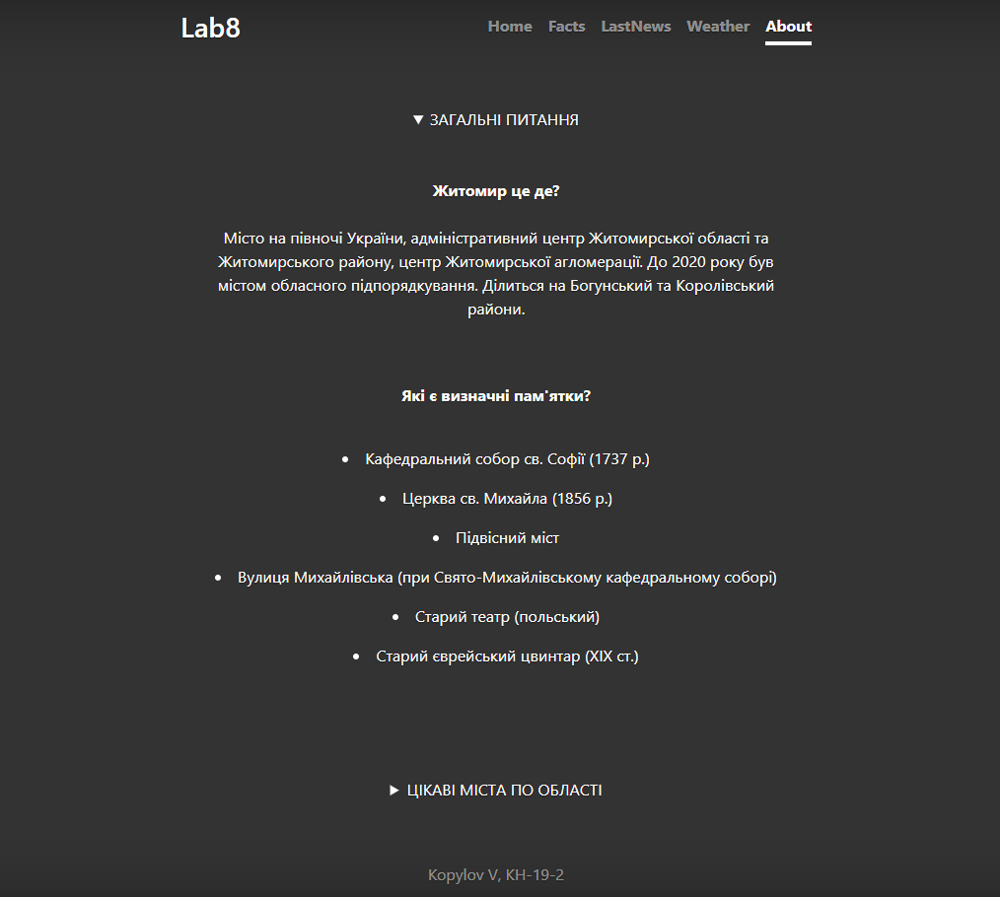 Lab8
Home Facts LastNews Weather About
▼ ЗАГАЛЬНІ ПИТАННЯ
Житомир це де?
Місто на півночі України, адміністративний центр Житомирської області та
Житомирського району, центр Житомирської агломерації. До 2020 року був
містом обласного підпорядкування. Ділиться на Богунський та Королівський
райони.
Які є визначні пам'ятки?
• Кафедральний собор св. Софії (1737 р.)
• Церква св. Михайла (1856 р.)
• Підвісний міст
• Вулиця Михайлівська (при Свято-Михайлівському кафедральному соборі)
• Старий театр (польський)
• Старий єврейський цвинтар (XIX ст.)
▶ ЦІКАВІ МІСТА ПО ОБЛАСТІ
Kopylov V, КН-19-2